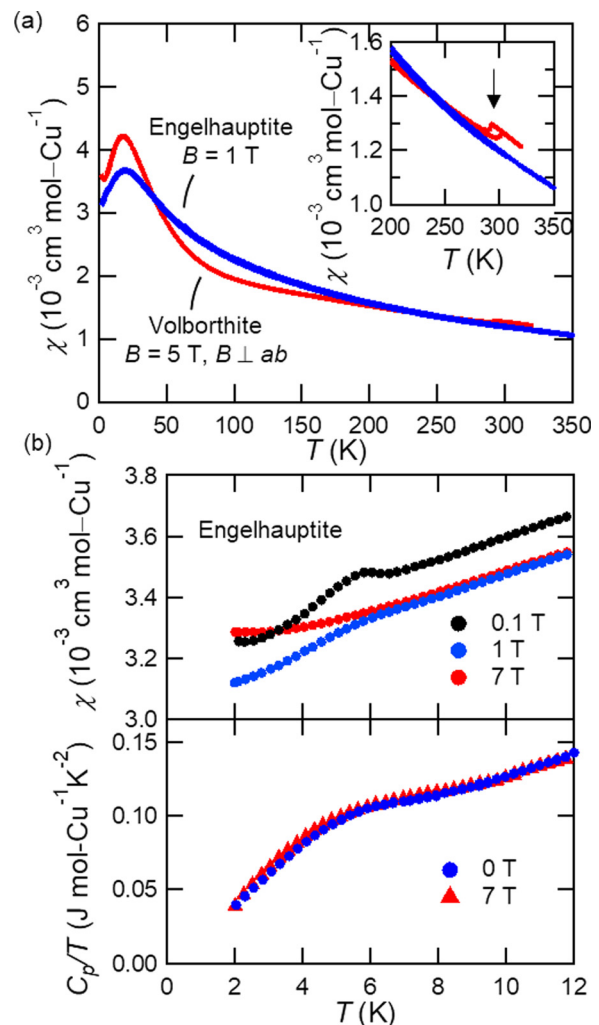 (a)
6
5
4
3
2
1
0
χ (10⁻³ cm³ mol−Cu⁻¹)
Engelhauptite
B = 1 T
Volborthite
B = 5 T, B ⊥ ab
0 50 100 150 200 250 300 350
T (K)
1.6
1.4
1.2
1.0
χ (10⁻³ cm³ mol−Cu⁻¹)
200 250 300 350
T (K)
(b)
3.8
3.6
3.4
3.2
3.0
χ (10⁻³ cm³ mol−Cu⁻¹)
Engelhauptite
0.1 T
1 T
7 T
0.15
0.10
0.05
0.00
Cₚ/T (J mol-Cu⁻¹K⁻²)
0 T
7 T
0 2 4 6 8 10 12
T (K)